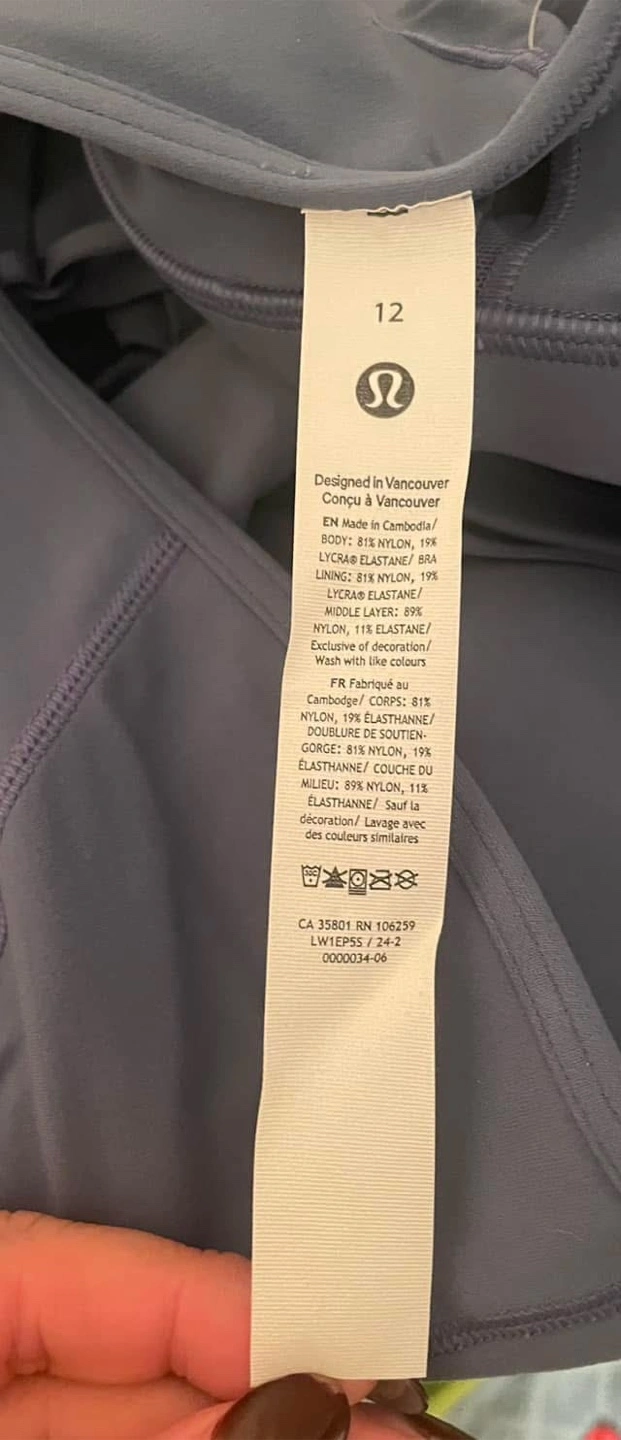 12
Designed in Vancouver
Conçu à Vancouver
EN Made in Cambodia/
BODY: 81% NYLON, 19%
LYCRA® ELASTANE/ BRA
LINING: 81% NYLON, 19%
LYCRA® ELASTANE/
MIDDLE LAYER: 89%
NYLON, 11% ELASTANE/
Exclusive of decoration/
Wash with like colours
FR Fabriqué au
Cambodge/ CORPS: 81%
NYLON, 19% ÉLASTHANNE/
DOUBLURE DE SOUTIEN-
GORGE: 81% NYLON, 19%
ÉLASTHANNE/ COUCHE DU
MILIEU: 89% NYLON, 11%
ÉLASTHANNE/ Sauf la
décoration/ Lavage avec
des couleurs similaires
CA 35801 RN 106259
LW1EP5S / 24-2
0000034-06